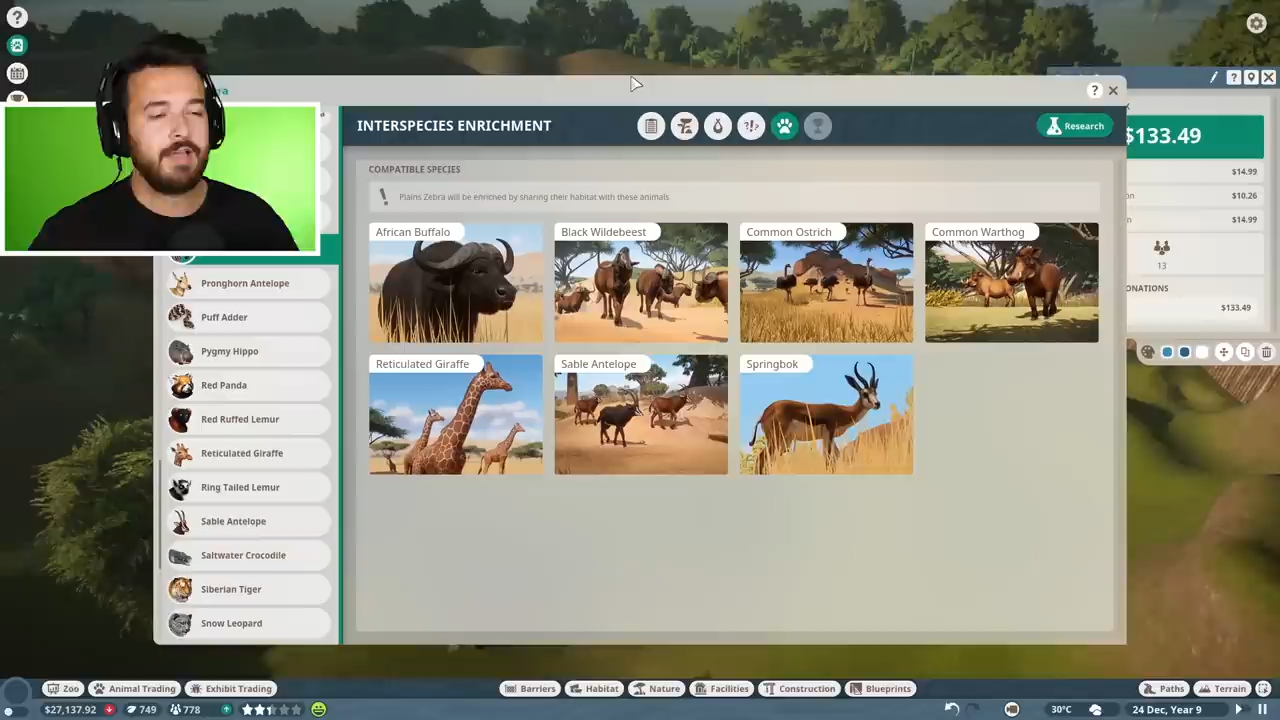 INTERSPECIES ENRICHMENT
Research
COMPATIBLE SPECIES
Plains Zebra will be enriched by sharing their habitat with these animals
African Buffalo
Black Wildebeest
Common Ostrich
Common Warthog
Reticulated Giraffe
Sable Antelope
Springbok
Pronghorn Antelope
Puff Adder
Pygmy Hippo
Red Panda
Red Ruffed Lemur
Reticulated Giraffe
Ring Tailed Lemur
Sable Antelope
Saltwater Crocodile
Siberian Tiger
Snow Leopard
$133.49
$14.99
$10.26
$14.99
13
$133.49
Zoo
Animal Trading
Exhibit Trading
Barriers
Habitat
Nature
Facilities
Construction
Blueprints
Paths
Terrain
$27,137.92
749
778
30°C
24 Dec, Year 9